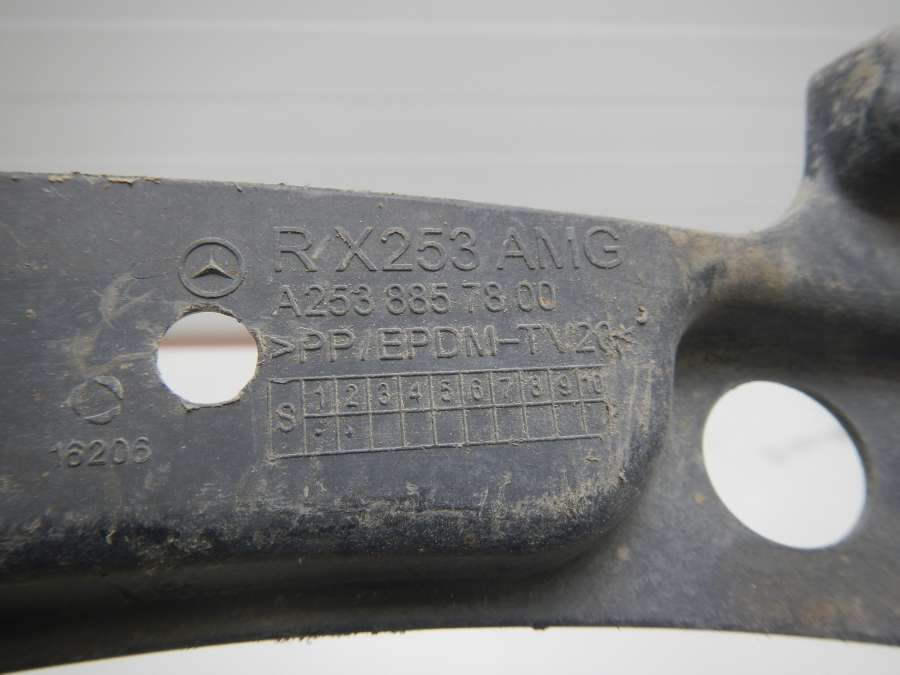 R/X253 AMG
A253 885 78 00
>PP/EPDM-TV20<
S 1 2 3 4 5 6 7 8 9 10
16206